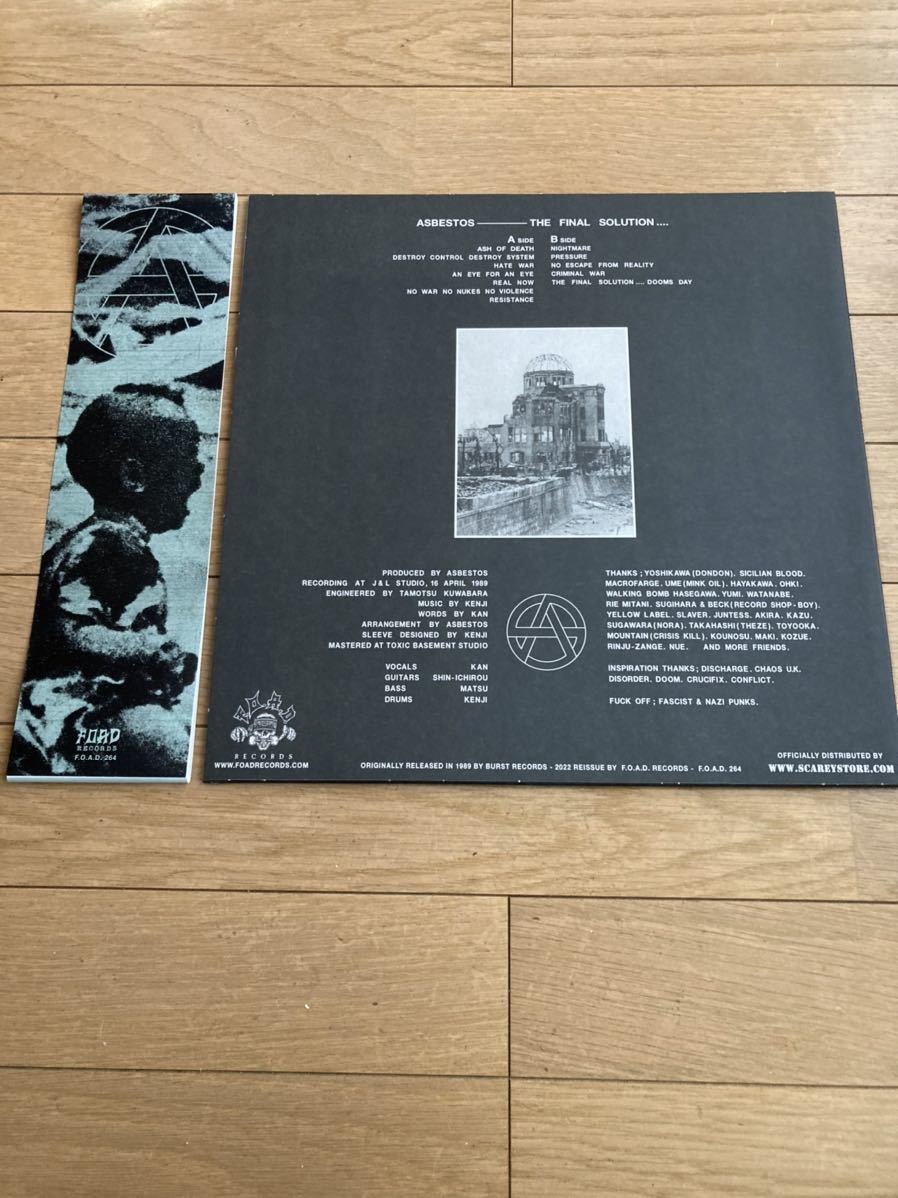 ASBESTOS ——— THE FINAL SOLUTION ....
A SIDE
ASH OF DEATH
DESTROY CONTROL DESTROY SYSTEM
HATE WAR
AN EYE FOR AN EYE
REAL NOW
NO WAR NO NUKES NO VIOLENCE
RESISTANCE
B SIDE
NIGHTMARE
PRESSURE
NO ESCAPE FROM REALITY
CRIMINAL WAR
THE FINAL SOLUTION .... DOOMS DAY
PRODUCED BY ASBESTOS
RECORDING AT J & L STUDIO, 16 APRIL 1989
ENGINEERED BY TAMOTSU KUWABARA
MUSIC BY KENJI
WORDS BY KAN
ARRANGEMENT BY ASBESTOS
SLEEVE DESIGNED BY KENJI
MASTERED AT TOXIC BASEMENT STUDIO
VOCALS KAN
GUITARS SHIN-ICHIROU
BASS MATSU
DRUMS KENJI
THANKS ; YOSHIKAWA (DONDON). SICILIAN BLOOD.
MACROFARGE. UME (MINK OIL). HAYAKAWA. OHKI.
WALKING BOMB HASEGAWA. YUMI. WATANABE.
RIE MITANI. SUGIHARA & BECK (RECORD SHOP-BOY).
YELLOW LABEL. SLAVER. JUNTESS. AKIRA. KAZU.
SUGAWARA (NORA). TAKAHASHI (THEZE). TOYOOKA.
MOUNTAIN (CRISIS KILL). KOUNOSU. MAKI. KOZUE.
RINJU-ZANGE. NUE. AND MORE FRIENDS.
INSPIRATION THANKS ; DISCHARGE. CHAOS U.K.
DISORDER. DOOM. CRUCIFIX. CONFLICT.
FUCK OFF ; FASCIST & NAZI PUNKS.
F.O.A.D
RECORDS
WWW.FOADRECORDS.COM
ORIGINALLY RELEASED IN 1989 BY BURST RECORDS - 2022 REISSUE BY F.O.A.D. RECORDS - F.O.A.D. 264
OFFICIALLY DISTRIBUTED BY
WWW.SCAREYSTORE.COM
FOAD
RECORDS
F.O.A.D. 264